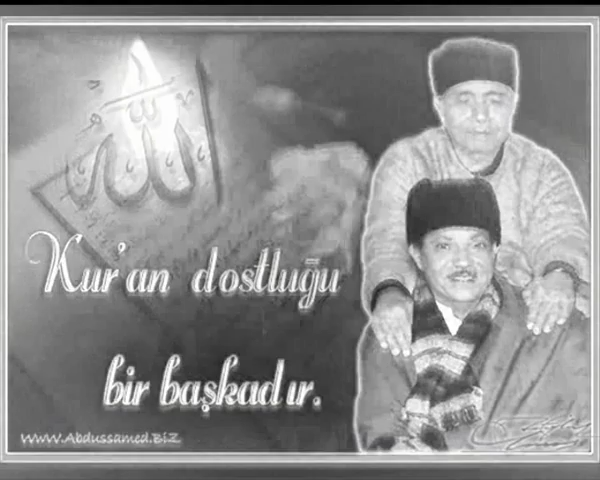 الله
Kur'an dostluğu
bir başkadır.
www.Abdussamed.BiZ